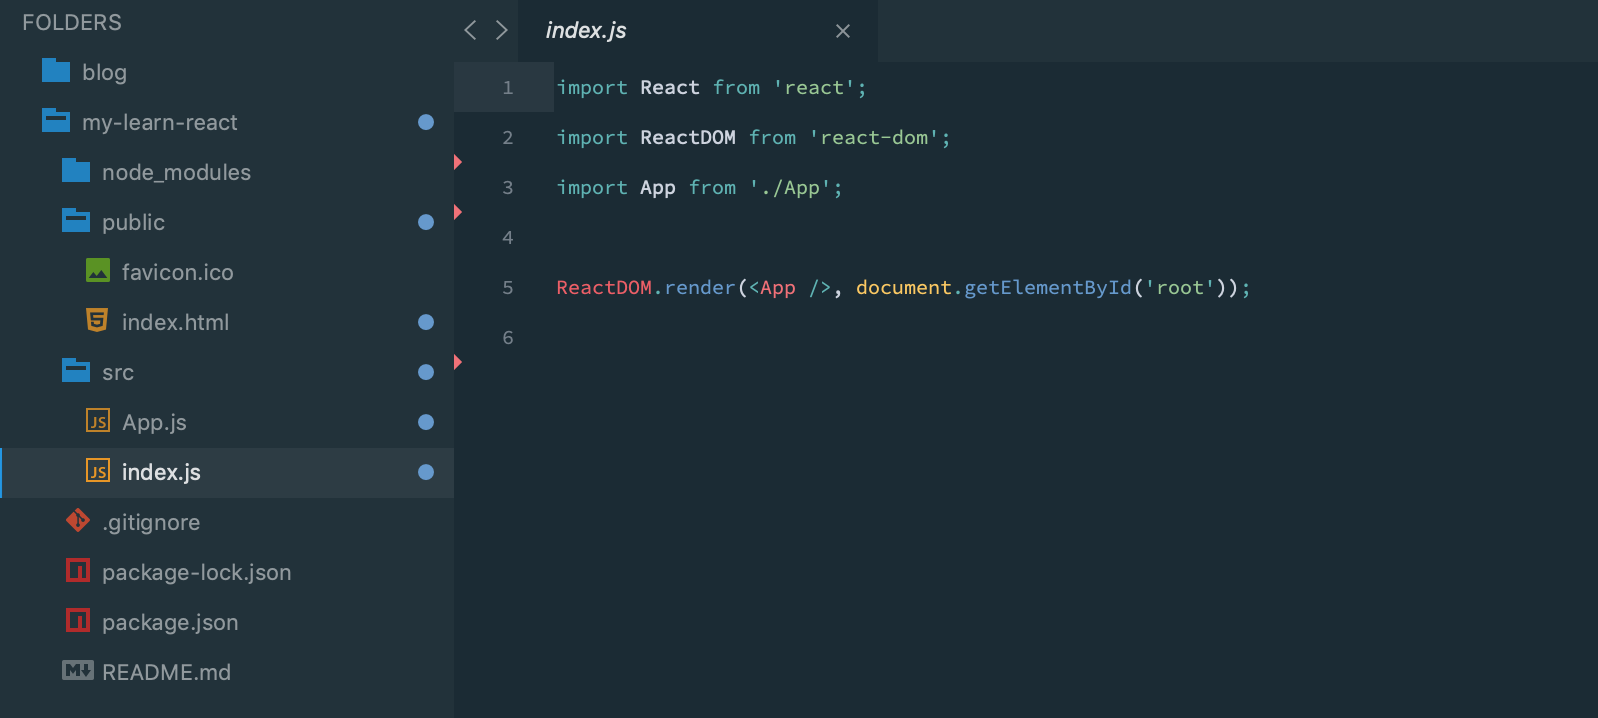 FOLDERS
blog
my-learn-react
node_modules
public
favicon.ico
index.html
src
JS App.js
JS index.js
.gitignore
package-lock.json
package.json
M README.md
index.js
1 import React from 'react';
2 import ReactDOM from 'react-dom';
3 import App from './App';
4
5 ReactDOM.render(<App />, document.getElementById('root'));
6